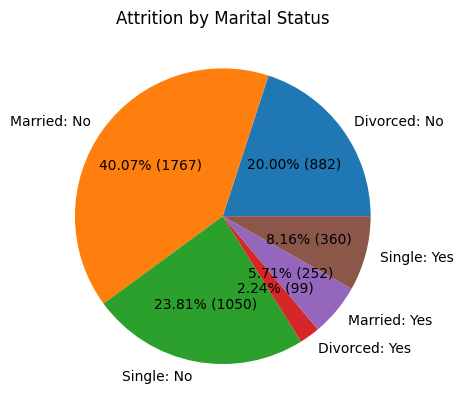 Attrition by Marital Status
Married: No
Divorced: No
40.07% (1767)
20.00% (882)
8.16% (360)
Single: Yes
5.71% (252)
2.24% (99)
23.81% (1050)
Married: Yes
Divorced: Yes
Single: No